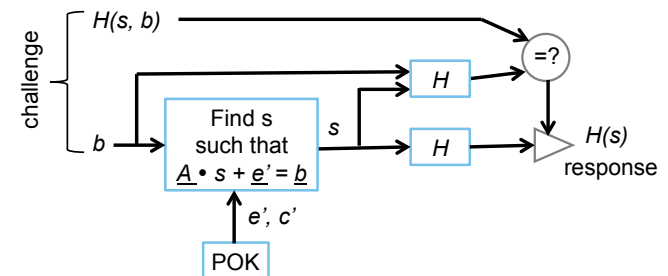 H(s, b)
challenge
b
Find s
such that
A • s + e' = b
s
H
H
=?
H(s)
response
e', c'
POK